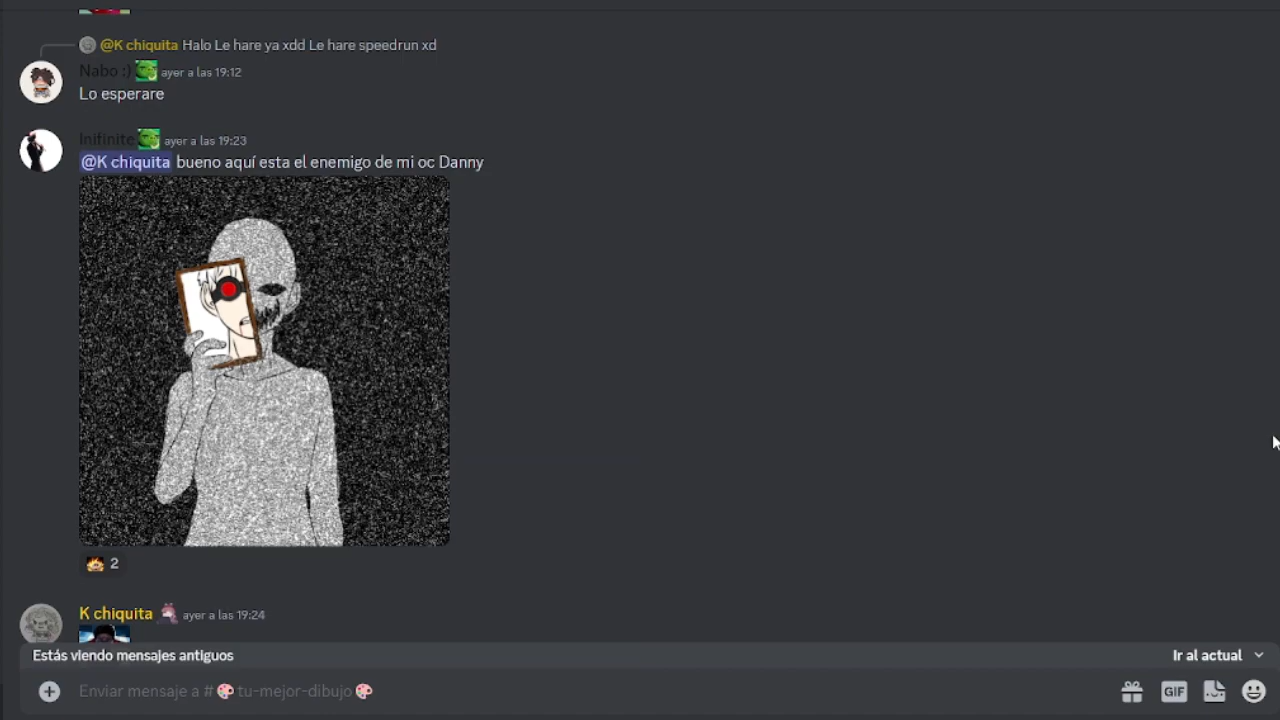 @K chiquita Halo Le hare ya xdd Le hare speedrun xd
Nabo :) ayer a las 19:12
Lo esperare
Inifinite ayer a las 19:23
@K chiquita bueno aquí esta el enemigo de mi oc Danny
2
K chiquita ayer a las 19:24
Estás viendo mensajes antiguos Ir al actual
Enviar mensaje a #🎨tu-mejor-dibujo🎨
GIF